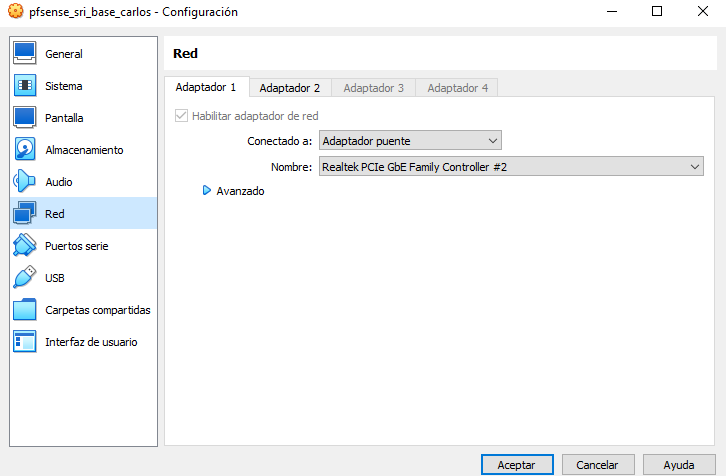 pfsense_sri_base_carlos - Configuración
General
Sistema
Pantalla
Almacenamiento
Audio
Red
Puertos serie
USB
Carpetas compartidas
Interfaz de usuario
Red
Adaptador 1 Adaptador 2 Adaptador 3 Adaptador 4
Habilitar adaptador de red
Conectado a: Adaptador puente
Nombre: Realtek PCIe GbE Family Controller #2
Avanzado
Aceptar Cancelar Ayuda